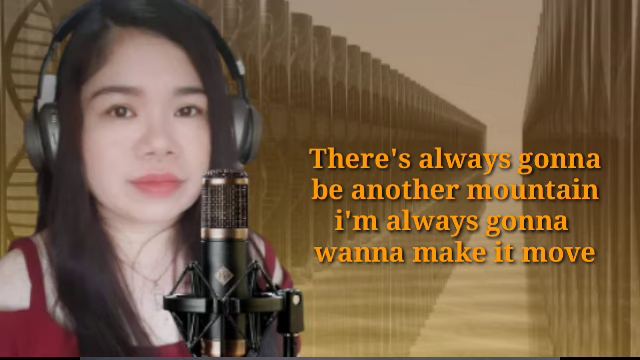 There's always gonna
be another mountain
i'm always gonna
wanna make it move